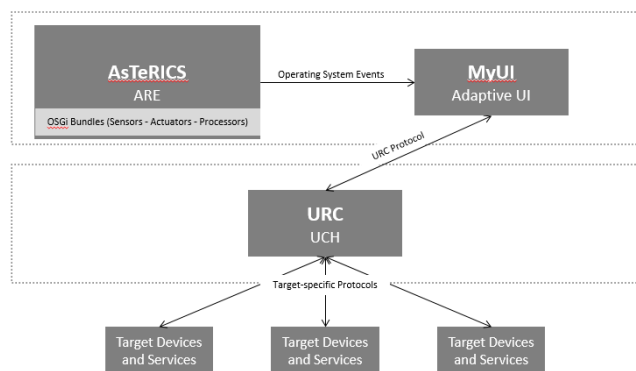 AsTeRICS
ARE
OSGi Bundles (Sensors - Actuators - Processors)
Operating System Events
MyUI
Adaptive UI
URC Protocol
URC
UCH
Target-specific Protocols
Target Devices
and Services
Target Devices
and Services
Target Devices
and Services